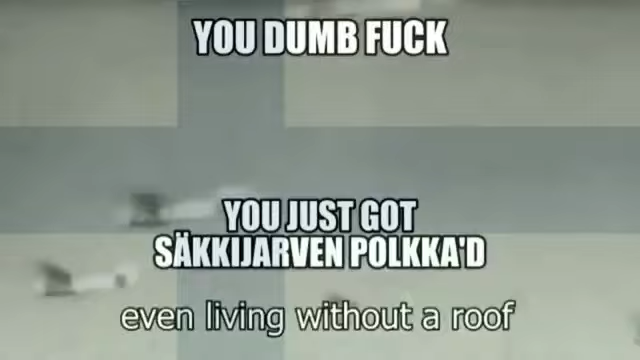 YOU DUMB FUCK
YOU JUST GOT
SÄKKIJARVEN POLKKA'D
even living without a roof